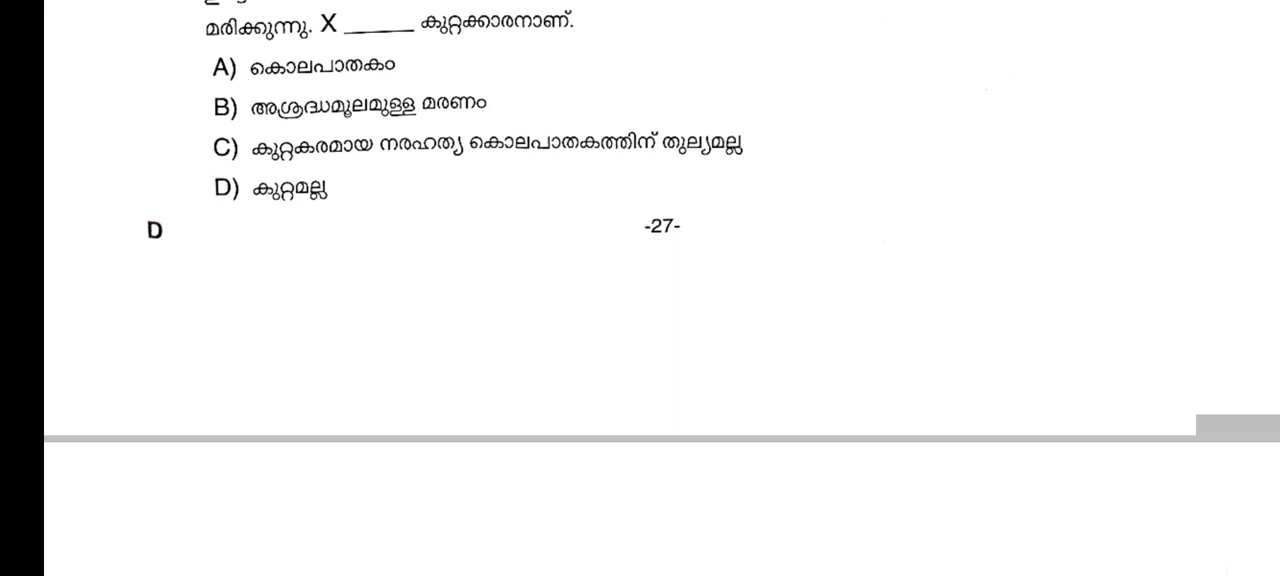 മരിക്കുന്നു. X ______ കുറ്റക്കാരനാണ്.
A) കൊലപാതകം
B) അശ്രദ്ധമൂലമുള്ള മരണം
C) കുറ്റകരമായ നരഹത്യ കൊലപാതകത്തിന് തുല്യമല്ല
D) കുറ്റമല്ല
D -27-